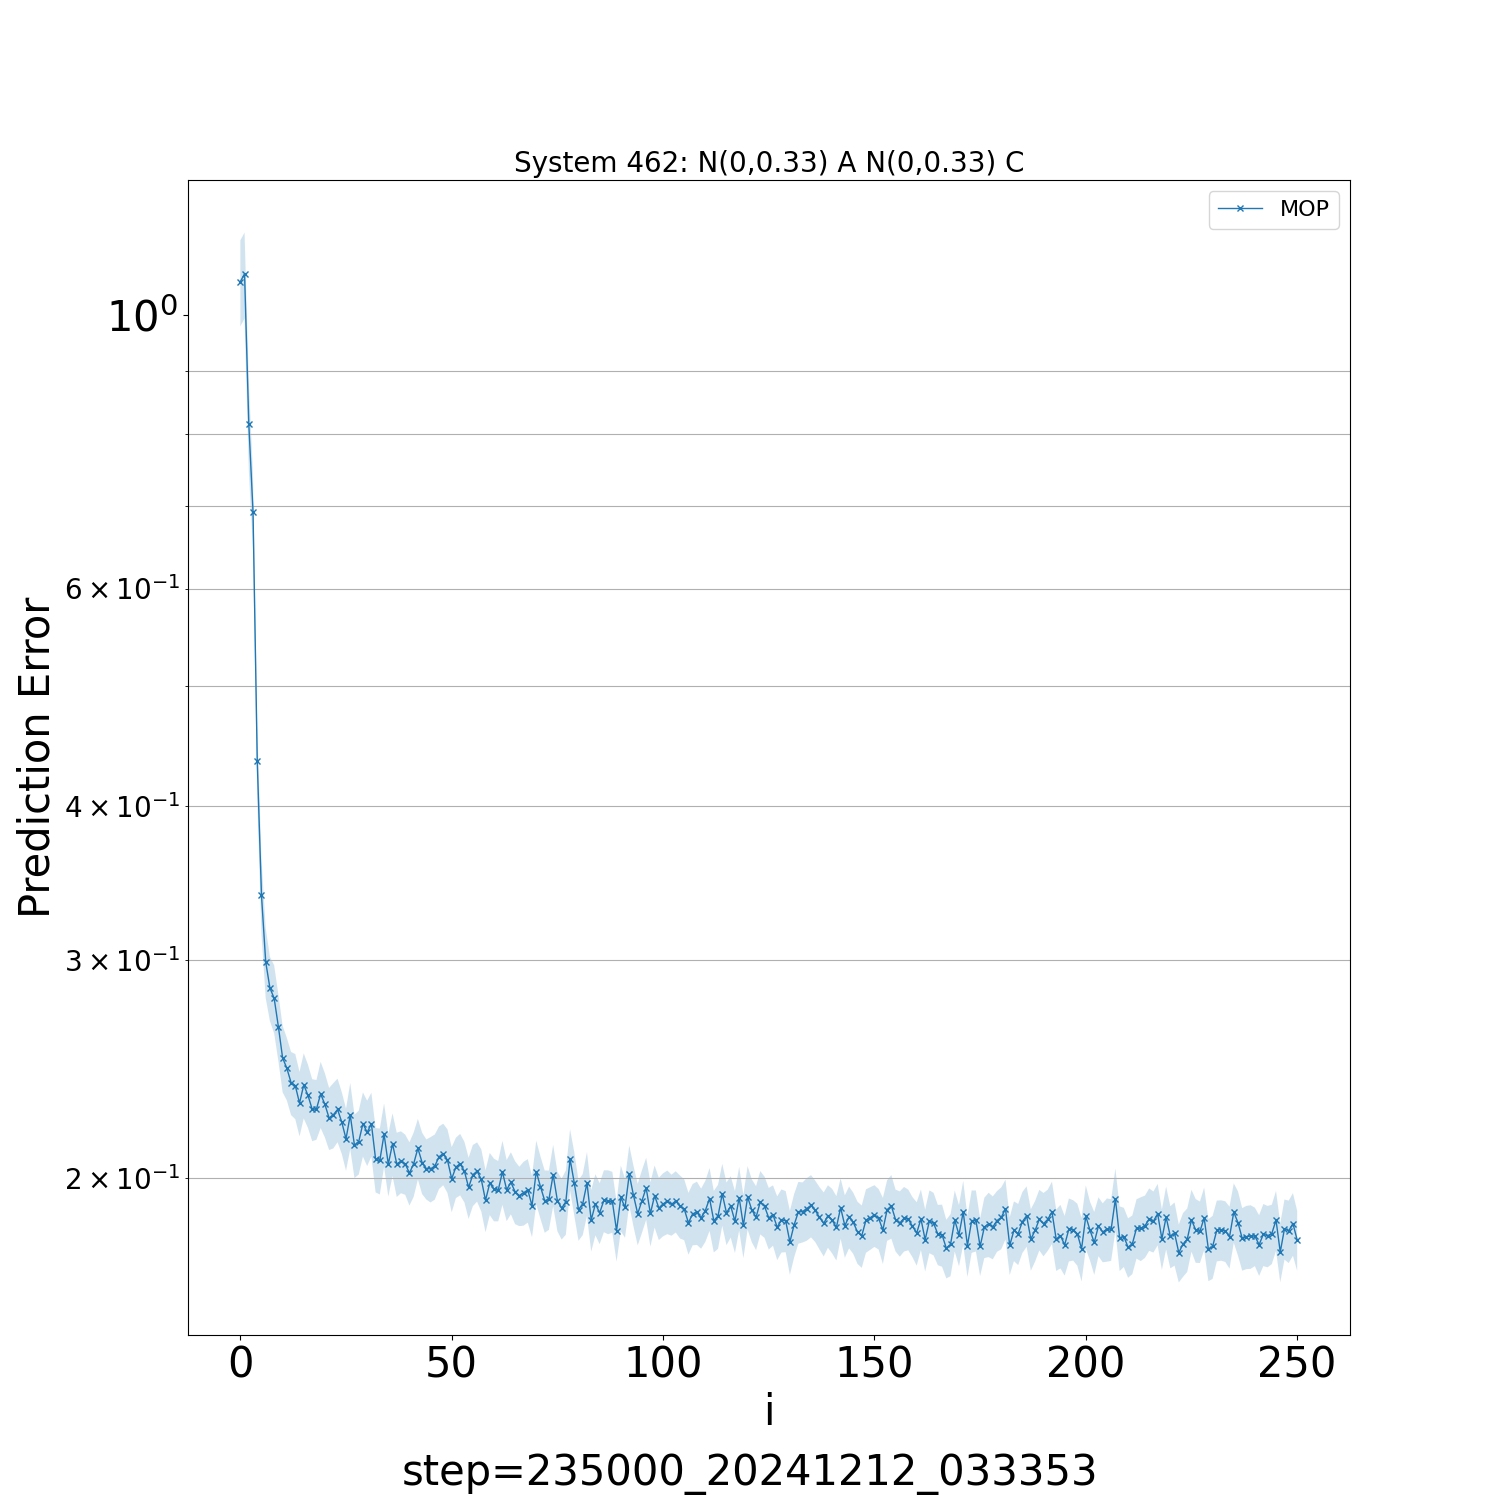 System 462: N(0,0.33) A N(0,0.33) C
MOP
10⁰
6 × 10⁻¹
4 × 10⁻¹
3 × 10⁻¹
2 × 10⁻¹
Prediction Error
0 50 100 150 200 250
i
step=235000_20241212_033353